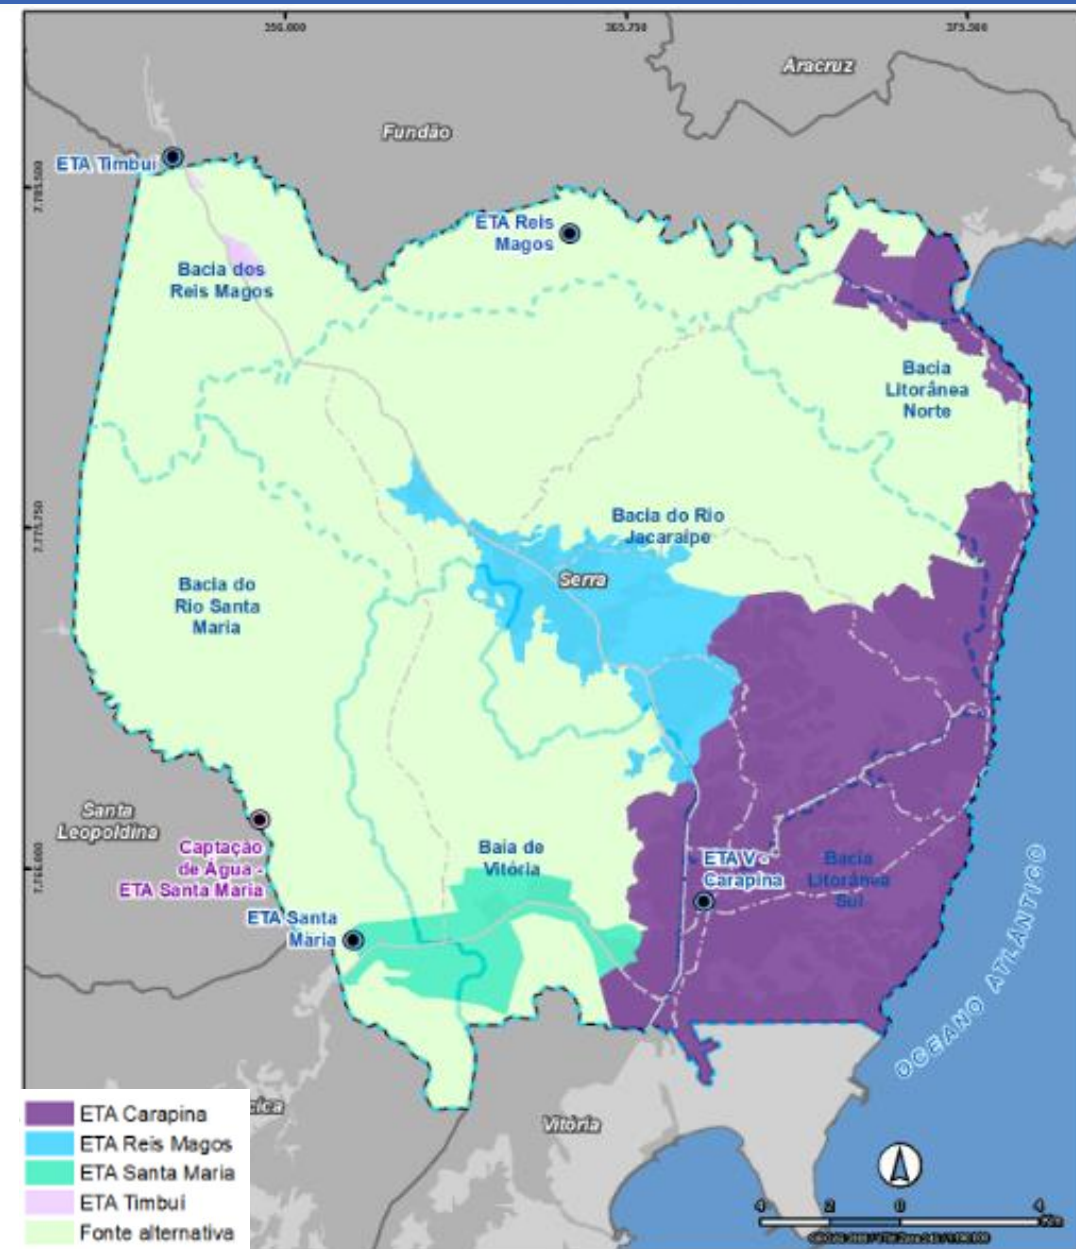 356.000
365.750
375.500
Aracruz
Fundão
ETA Timbuí
7.785.500
ETA Reis
Magos
Bacia dos
Reis Magos
Bacia
Litorânea
Norte
7.775.750
Bacia do Rio
Jacaraípe
Serra
Bacia do
Rio Santa
Maria
Santa
Leopoldina
Captação
de Água -
ETA Santa Maria
7.766.000
Baia de
Vitória
ETA V -
Carapina
Bacia
Litorânea
Sul
ETA Santa
Maria
OCEANO ATLÂNTICO
ETA Carapina
ETA Reis Magos
ETA Santa Maria
ETA Timbuí
Fonte alternativa
cica
Vitória
4 2 0 4